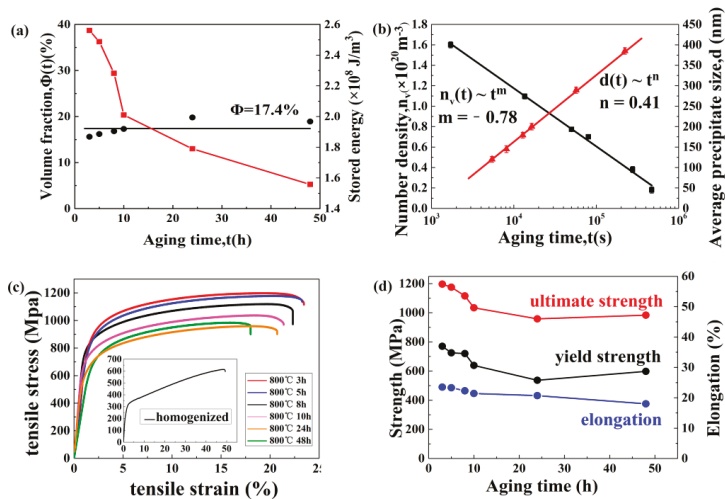 (a)
Volume fraction,Φ(t)(%)
40
30
20
10
0
0 10 20 30 40 50
Aging time,t(h)
Φ=17.4%
2.6
2.4
2.2
2.0
1.8
1.6
1.4
Stored energy (×10⁸ J/m³)
(b)
Number density,nᵥ(×10²⁰ m⁻³)
1.8
1.6
1.4
1.2
1.0
0.8
0.6
0.4
0.2
0.0
10³ 10⁴ 10⁵ 10⁶
Aging time,t(s)
nᵥ(t) ~ tᵐ
m = − 0.78
d(t) ~ tⁿ
n = 0.41
450
400
350
300
250
200
150
100
50
0
Average precipitate size,d (nm)
(c)
tensile stress (Mpa)
1200
1000
800
600
400
200
0
0 5 10 15 20 25
tensile strain (%)
700
600
500
400
300
200
100
0
0 10 20 30 40 50
homogenized
800℃ 3h
800℃ 5h
800℃ 8h
800℃ 10h
800℃ 24h
800℃ 48h
(d)
Strength (MPa)
1200
1000
800
600
400
200
0
0 10 20 30 40 50
Aging time (h)
ultimate strength
yield strength
elongation
60
50
40
30
20
10
0
Elongation (%)